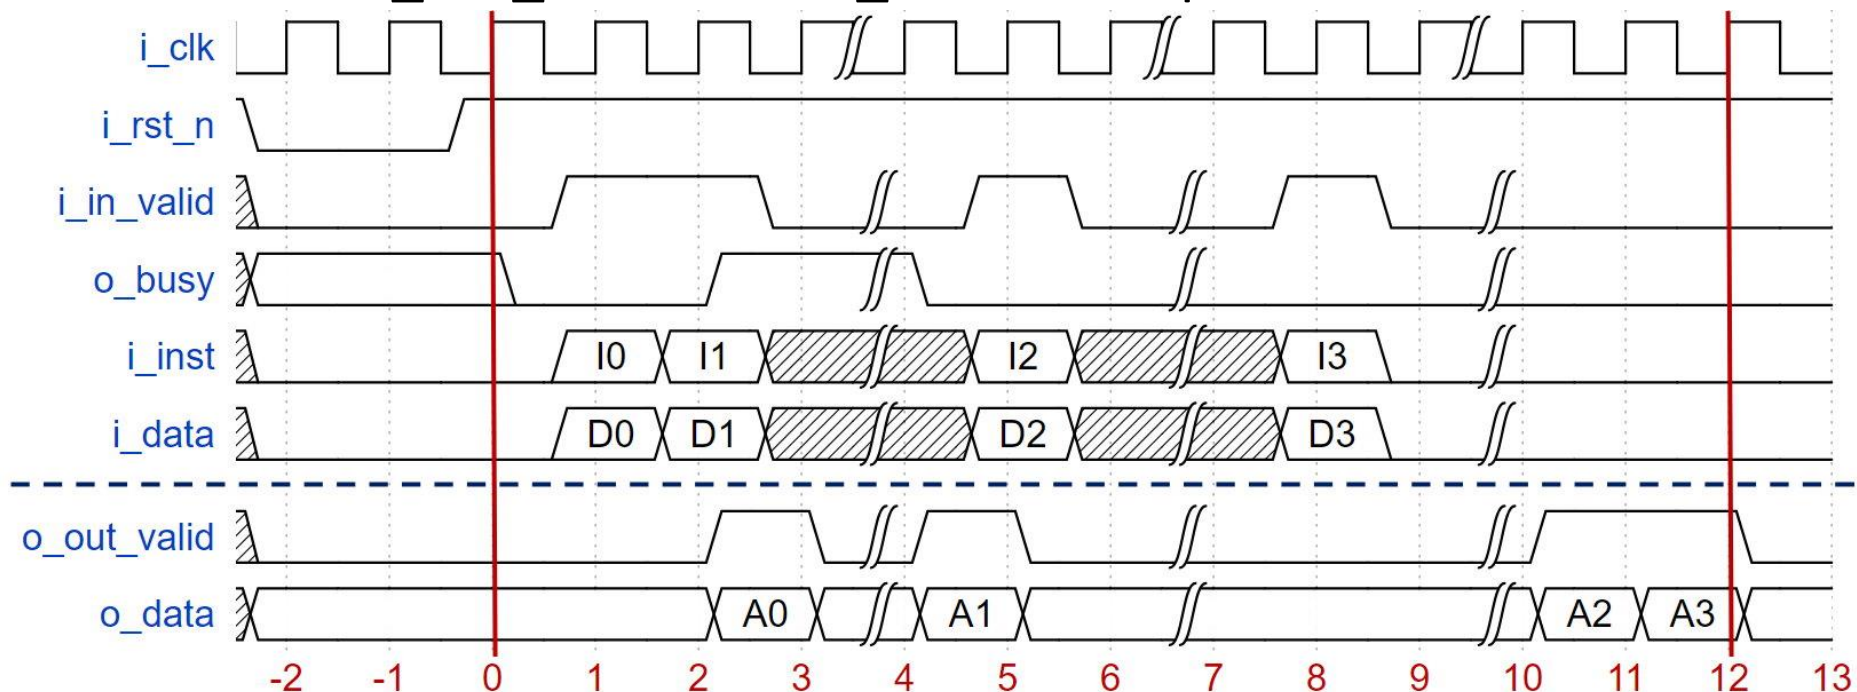 i_clk
i_rst_n
i_in_valid
o_busy
i_inst I0 I1 I2 I3
i_data D0 D1 D2 D3
o_out_valid
o_data A0 A1 A2 A3
-2 -1 0 1 2 3 4 5 6 7 8 9 10 11 12 13